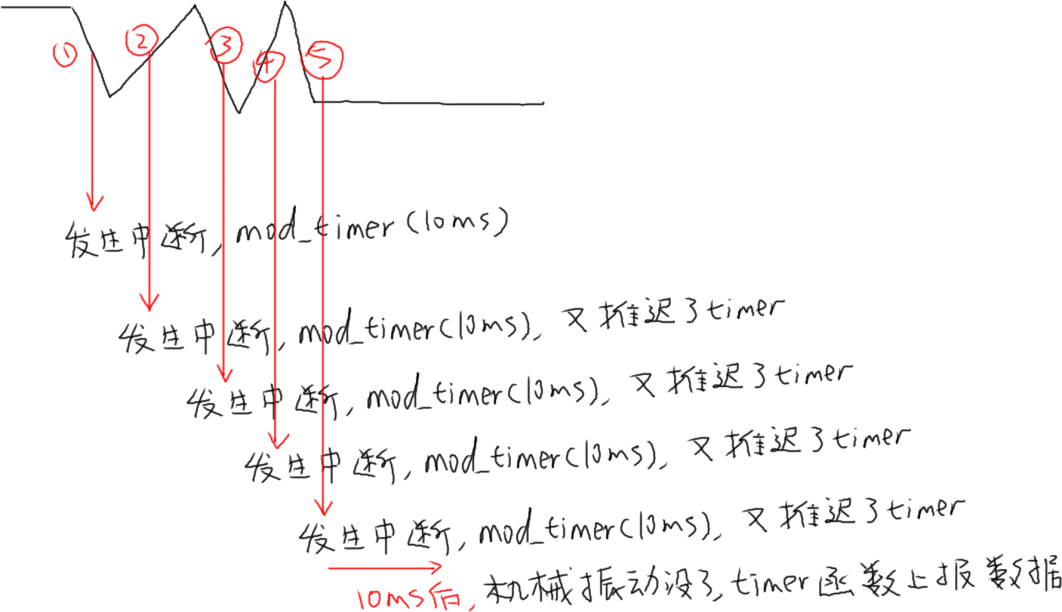 ① ② ③ ④ ⑤
发生中断, mod_timer(10ms)
发生中断, mod_timer(10ms), 又推迟了timer
发生中断, mod_timer(10ms), 又推迟了timer
发生中断, mod_timer(10ms), 又推迟了timer
发生中断, mod_timer(10ms), 又推迟了timer
10ms后, 机械振动没了, timer函数上报数据